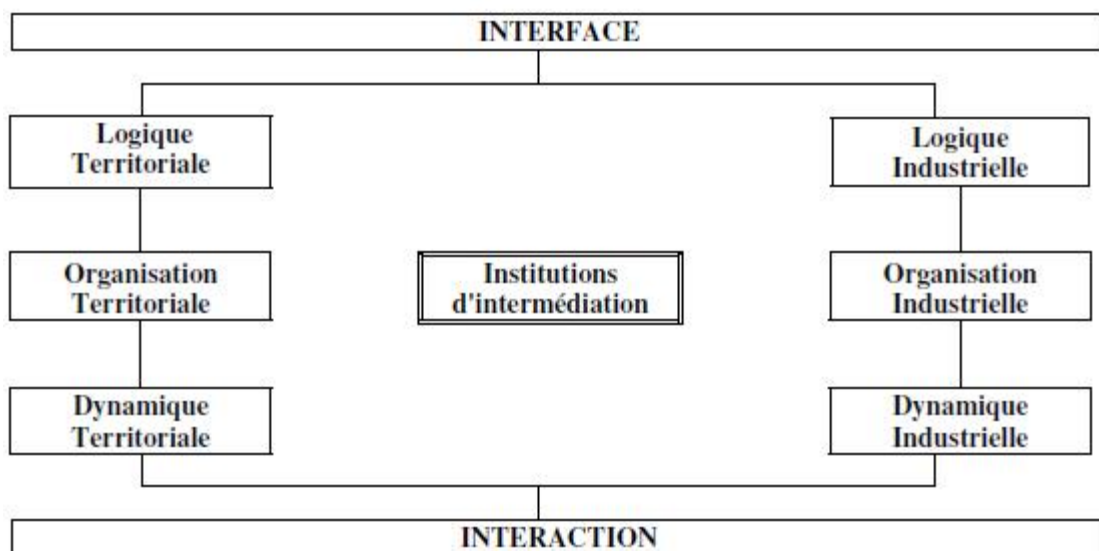 INTERFACE
Logique
Territoriale
Logique
Industrielle
Organisation
Territoriale
Institutions
d'intermédiation
Organisation
Industrielle
Dynamique
Territoriale
Dynamique
Industrielle
INTERACTION